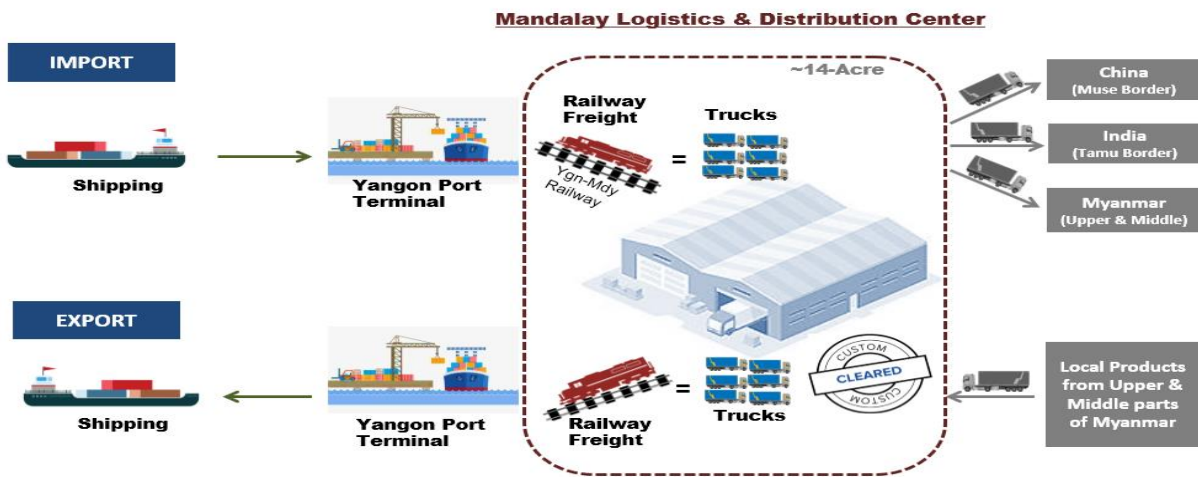 Mandalay Logistics & Distribution Center
IMPORT
~14-Acre
Shipping
Yangon Port
Terminal
Railway
Freight
Ygn-Mdy
Railway
=
Trucks
China
(Muse Border)
India
(Tamu Border)
Myanmar
(Upper & Middle)
EXPORT
Shipping
Yangon Port
Terminal
Railway
Freight
=
Trucks
CUSTOM
CLEARED
CUSTOM
Local Products
from Upper &
Middle parts
of Myanmar